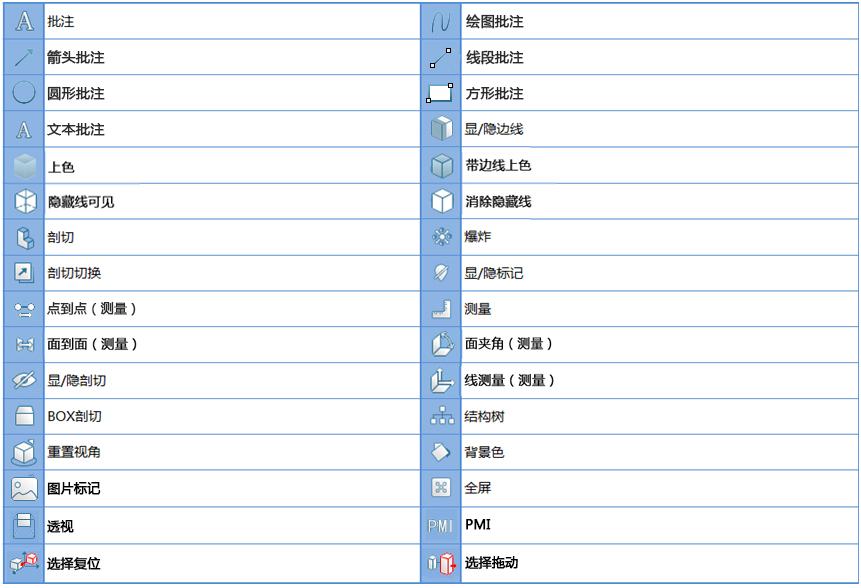 A 批注 绘图批注
箭头批注 线段批注
圆形批注 方形批注
A 文本批注 显/隐边线
上色 带边线上色
隐藏线可见 消除隐藏线
剖切 爆炸
剖切切换 显/隐标记
点到点（测量） 测量
面到面（测量） 面夹角（测量）
显/隐剖切 线测量（测量）
BOX剖切 结构树
重置视角 背景色
图片标记 全屏
透视 PMI PMI
选择复位 选择拖动